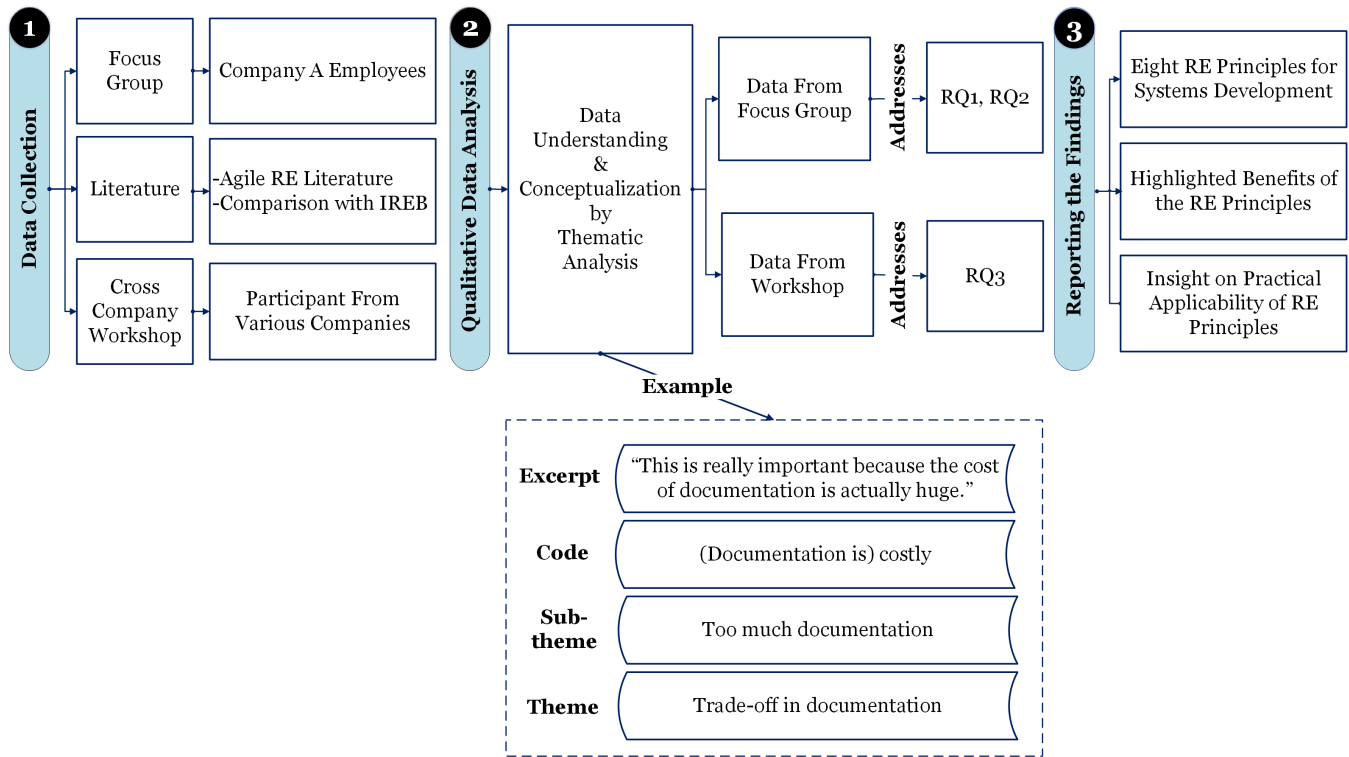 1
Data Collection
Focus
Group
Company A Employees
Literature
-Agile RE Literature
-Comparison with IREB
Cross
Company
Workshop
Participant From
Various Companies
2
Qualitative Data Analysis
Data
Understanding
&
Conceptualization
by
Thematic
Analysis
Data From
Focus Group
Addresses
RQ1, RQ2
Data From
Workshop
Addresses
RQ3
Example
Excerpt
“This is really important because the cost
of documentation is actually huge.”
Code
(Documentation is) costly
Sub-
theme
Too much documentation
Theme
Trade-off in documentation
3
Reporting the Findings
Eight RE Principles for
Systems Development
Highlighted Benefits of
the RE Principles
Insight on Practical
Applicability of RE
Principles